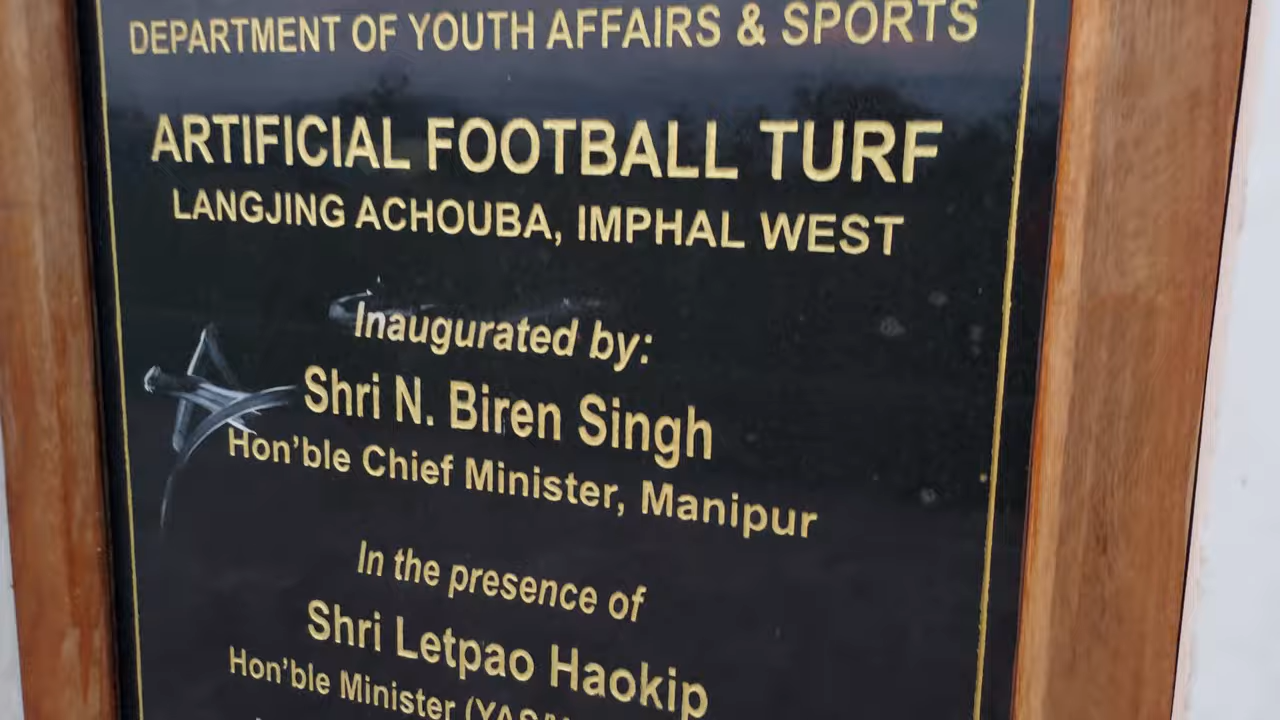 DEPARTMENT OF YOUTH AFFAIRS & SPORTS
ARTIFICIAL FOOTBALL TURF
LANGJING ACHOUBA, IMPHAL WEST
Inaugurated by:
Shri N. Biren Singh
Hon'ble Chief Minister, Manipur
In the presence of
Shri Letpao Haokip
Hon'ble Minister